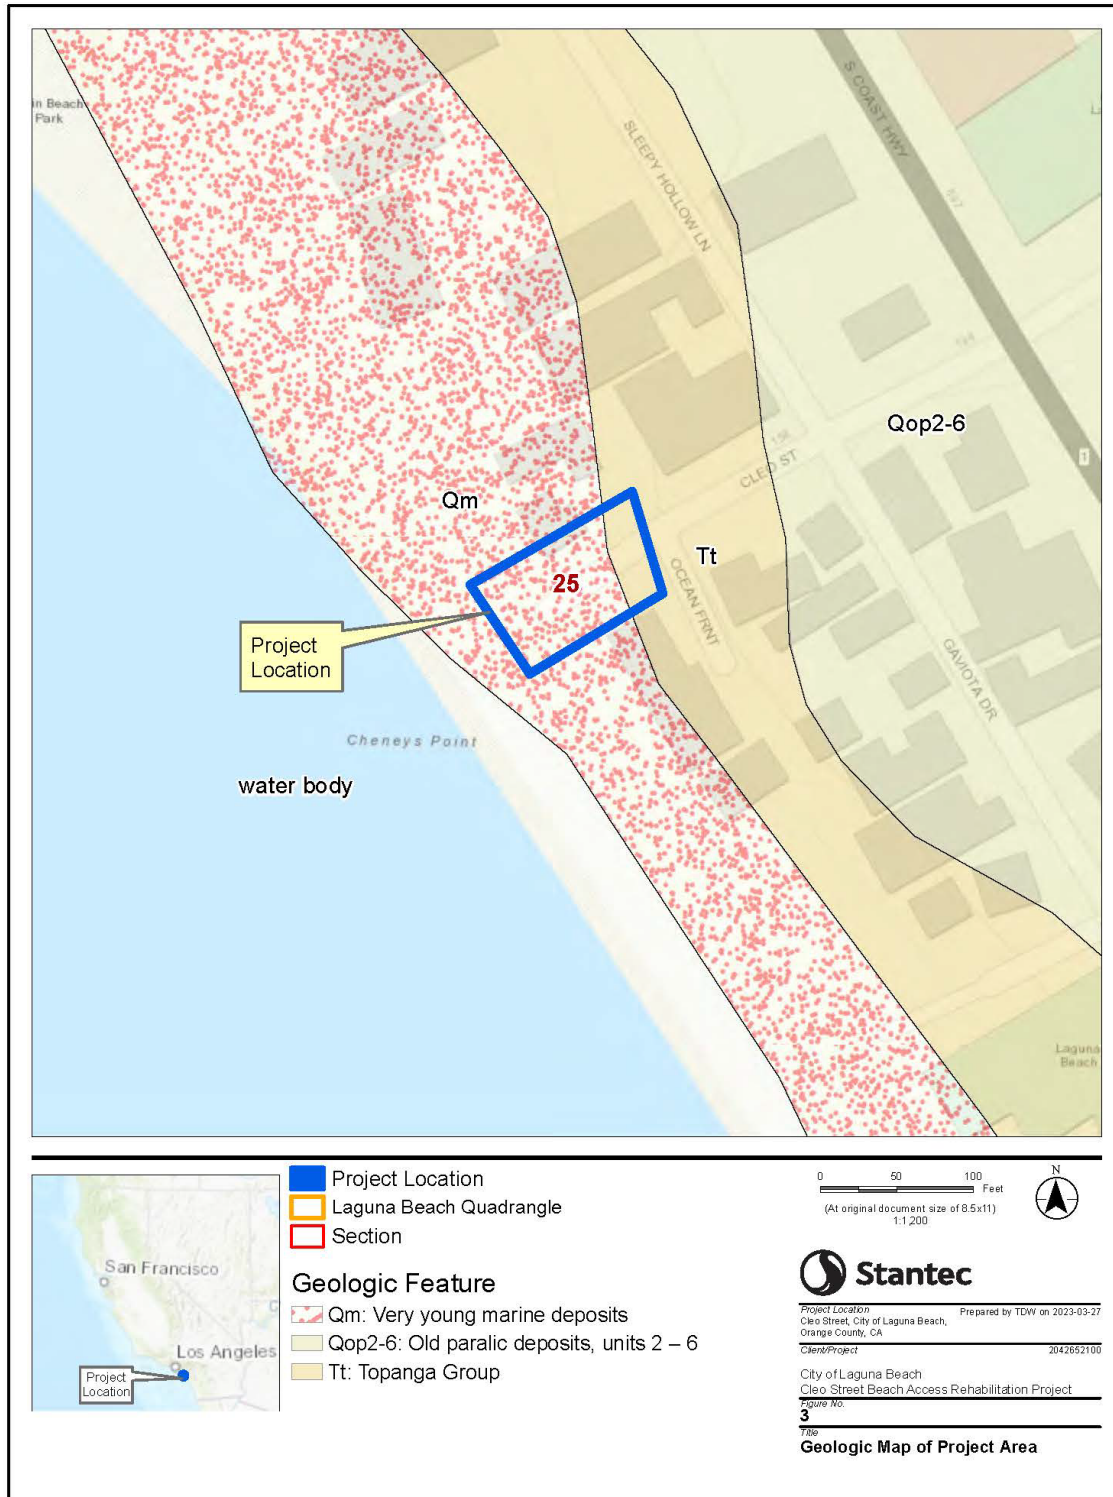 in Beach
Park
S COAST HWY
SLEEPY HOLLOW LN
Qop2-6
1
CLEO ST
Qm
Tt
25
OCEAN FRNT
GAVIOTA DR
Project
Location
Cheneys Point
water body
Laguna
Beach
San Francisco
Los Angeles
Project
Location
Project Location
Laguna Beach Quadrangle
Section
Geologic Feature
Qm: Very young marine deposits
Qop2-6: Old paralic deposits, units 2 – 6
Tt: Topanga Group
0 50 100
Feet
(At original document size of 8.5x11)
1:1,200
N
Stantec
Project Location Prepared by TDW on 2023-03-27
Cleo Street, City of Laguna Beach,
Orange County, CA
Client/Project 2042652100
City of Laguna Beach
Cleo Street Beach Access Rehabilitation Project
Figure No.
3
Title
Geologic Map of Project Area